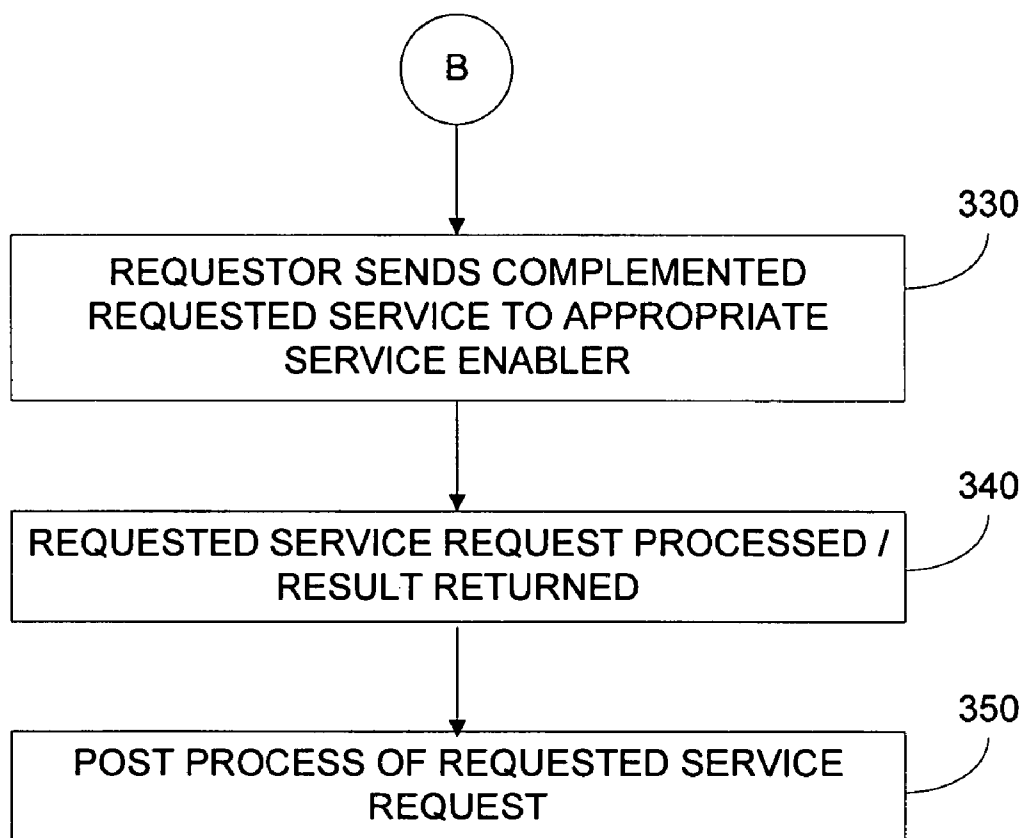 B
330
REQUESTOR SENDS COMPLEMENTED
REQUESTED SERVICE TO APPROPRIATE
SERVICE ENABLER
340
REQUESTED SERVICE REQUEST PROCESSED /
RESULT RETURNED
350
POST PROCESS OF REQUESTED SERVICE
REQUEST